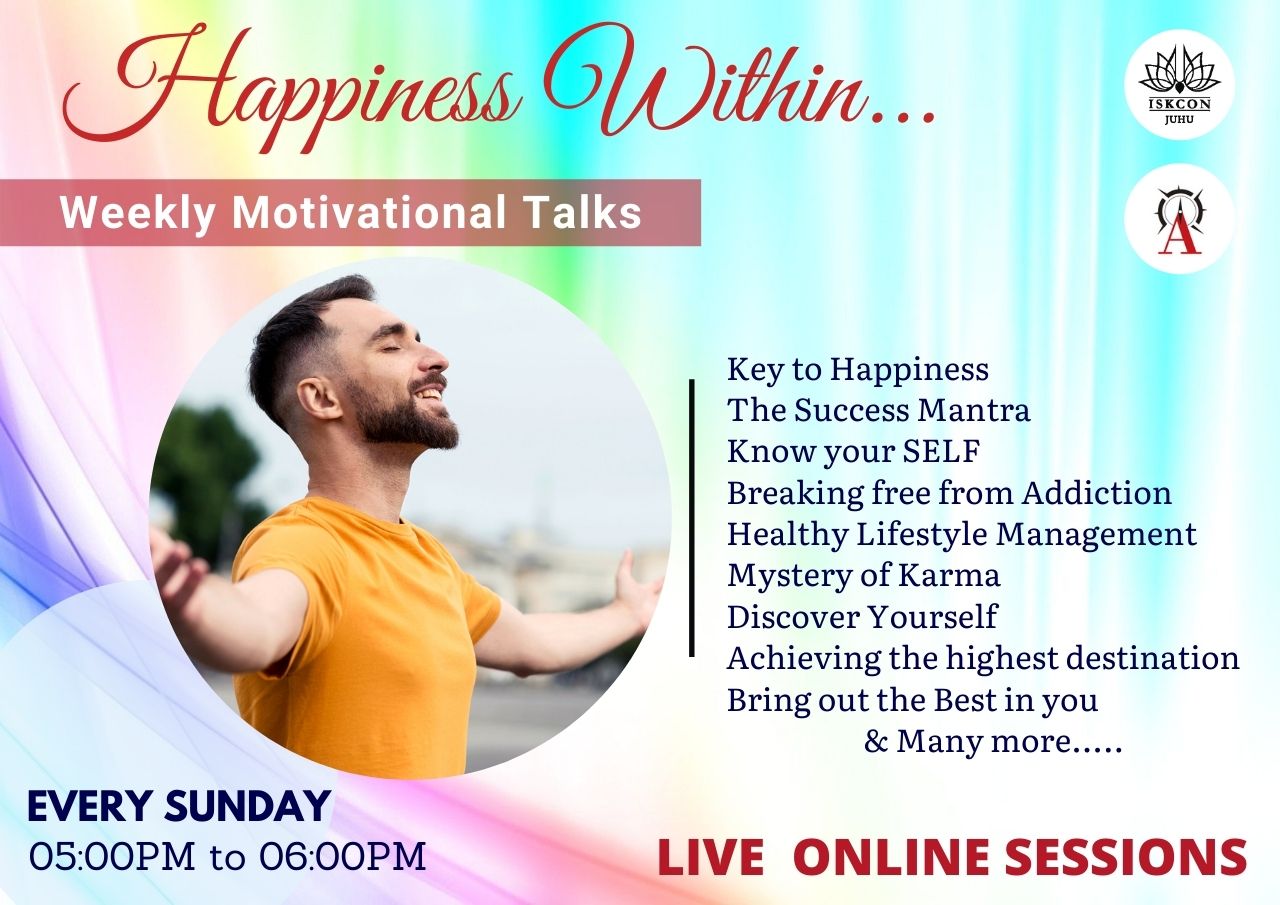 Happiness Within...
ISKCON
JUHU
A
Weekly Motivational Talks
Key to Happiness
The Success Mantra
Know your SELF
Breaking free from Addiction
Healthy Lifestyle Management
Mystery of Karma
Discover Yourself
Achieving the highest destination
Bring out the Best in you
& Many more.....
EVERY SUNDAY
05:00PM to 06:00PM
LIVE ONLINE SESSIONS